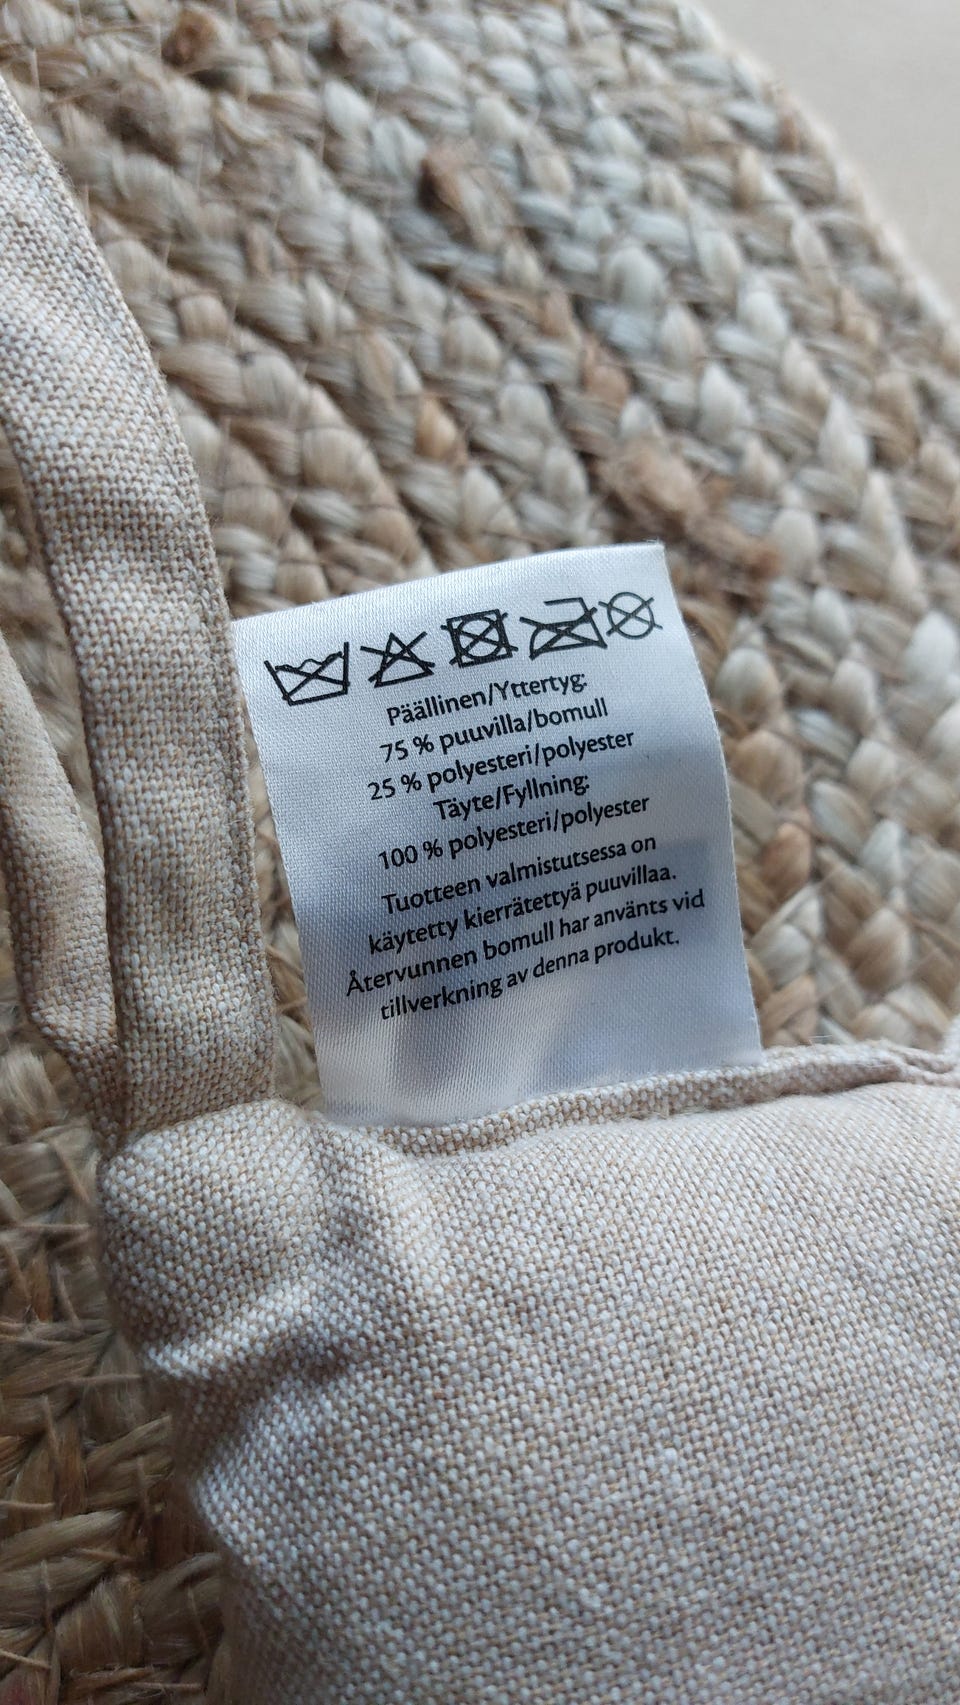 Päällinen/Yttertyg:
75 % puuvilla/bomull
25 % polyesteri/polyester
Täyte/Fyllning:
100 % polyesteri/polyester
Tuotteen valmistutsessa on
käytetty kierrätettyä puuvillaa.
Återvunnen bomull har använts vid
tillverkning av denna produkt.